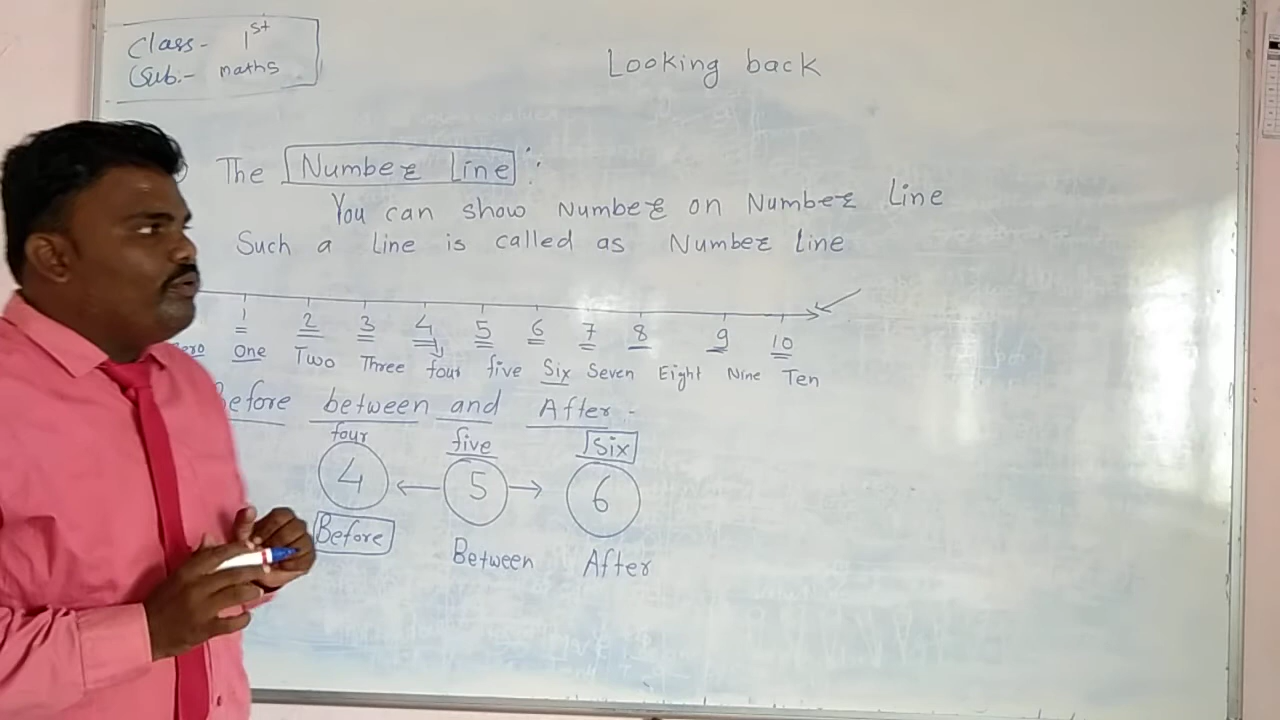 Class- 1st
Sub.- maths
Looking back
The Number Line :
You can show Number on Number Line
Such a Line is called as Number line
1 2 3 4 5 6 7 8 9 10
One Two Three four five Six Seven Eight Nine Ten
Before between and After -
four five Six
4 5 6
Before Between After